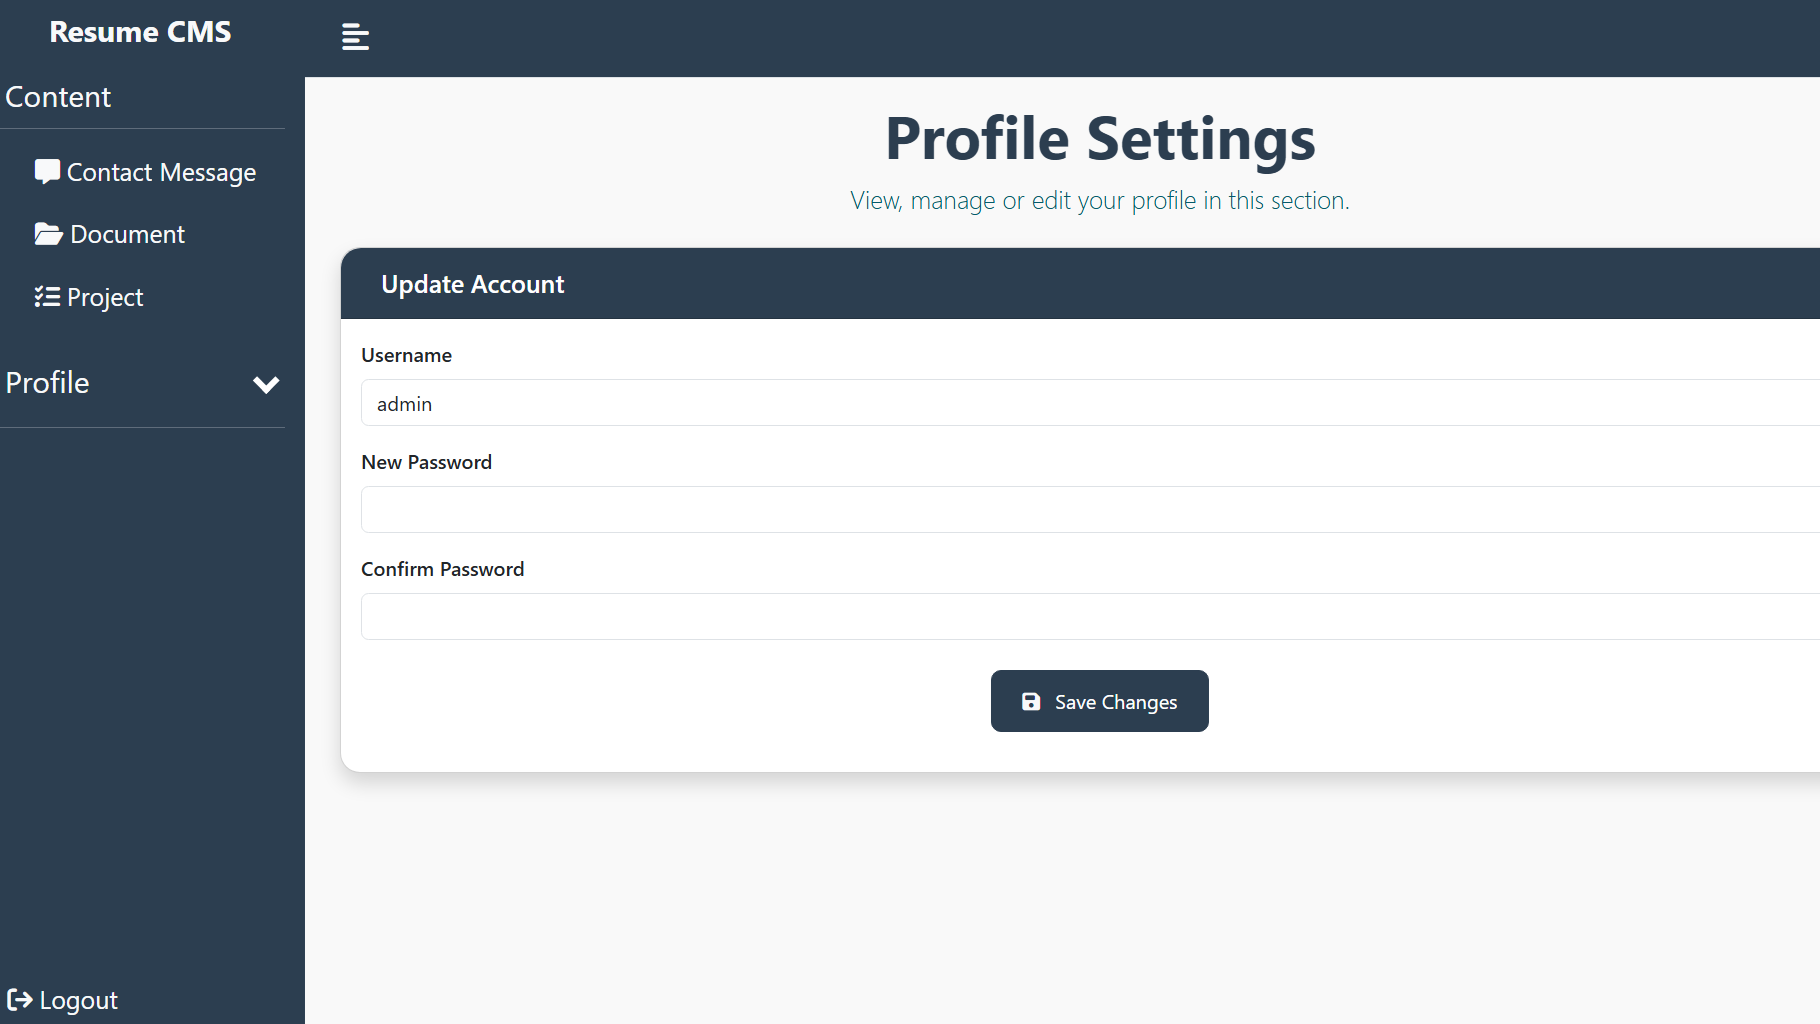 Resume CMS
Content
Contact Message
Document
Project
Profile
Logout
Profile Settings
View, manage or edit your profile in this section.
Update Account
Username
admin
New Password
Confirm Password
Save Changes